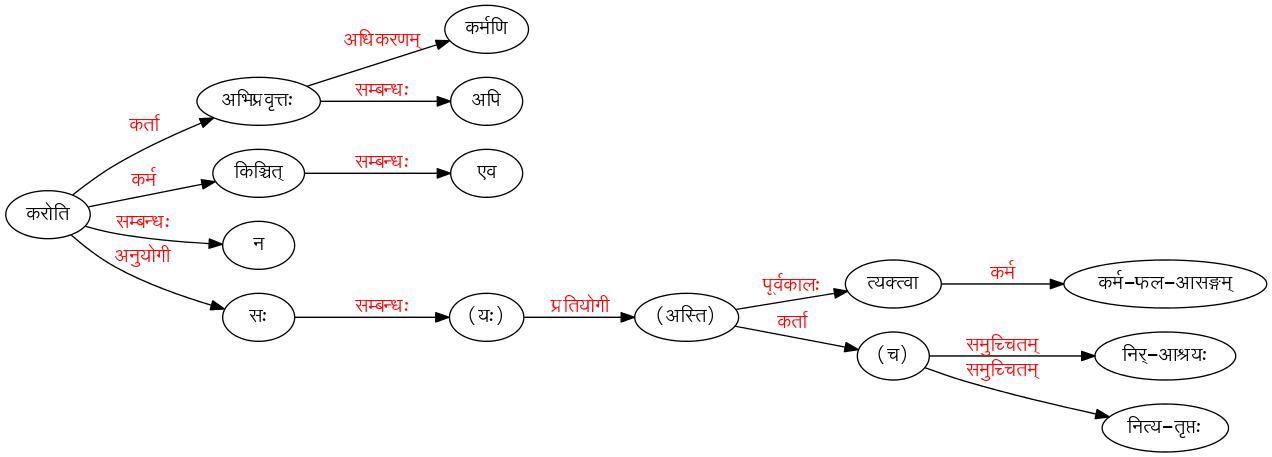 कर्मणि
अधिकरणम्
अभिप्रवृत्तः
सम्बन्धः
अपि
कर्ता
किञ्चित्
सम्बन्धः
एव
कर्म
करोति
सम्बन्धः
न
अनुयोगी
सः
सम्बन्धः
(यः)
प्रतियोगी
(अस्ति)
पूर्वकालः
त्यक्त्वा
कर्म
कर्म-फल-आसङ्गम्
कर्ता
(च)
समुच्चितम्
निर्-आश्रयः
समुच्चितम्
नित्य-तृप्तः